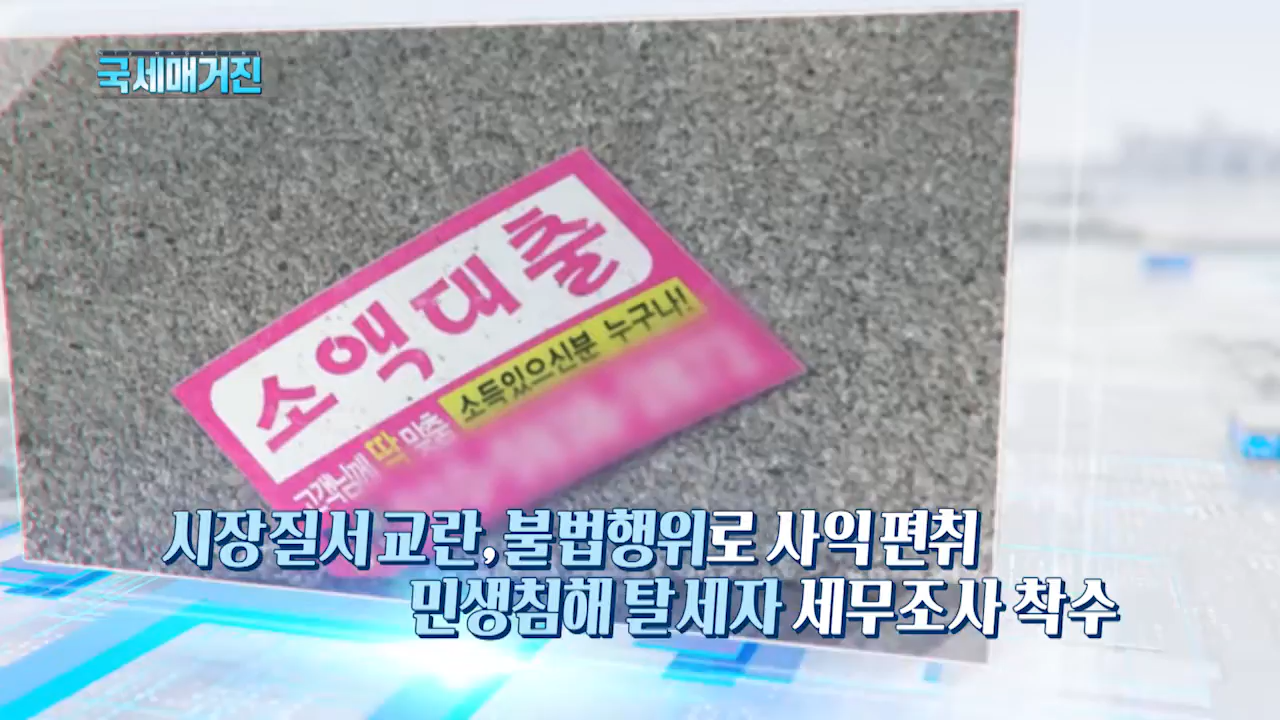 국세매거진
소액대출
고객님께 딱 맞춤 소득있으신분 누구나!
시장질서 교란, 불법행위로 사익 편취
민생침해 탈세자 세무조사 착수